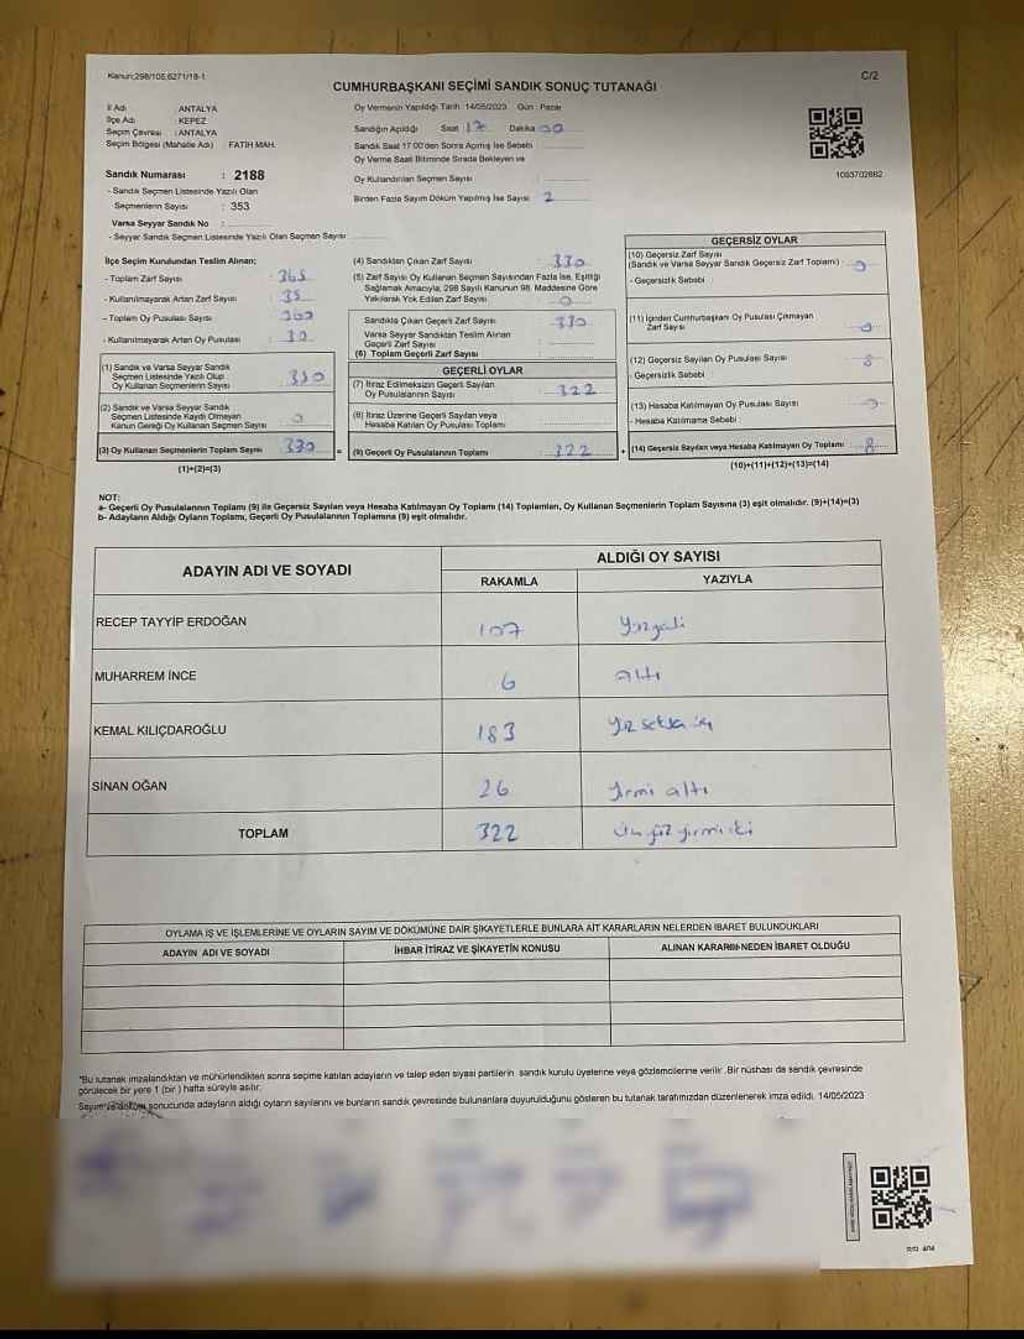 Kanun:298/105,6271/18-1
C/2
CUMHURBAŞKANI SEÇİMİ SANDIK SONUÇ TUTANAĞI
İl Adı ANTALYA
İlçe Adı : KEPEZ
Seçim Çevresi : ANTALYA
Seçim Bölgesi (Mahalle Adı) : FATİH MAH.
Sandık Numarası : 2188
- Sandık Seçmen Listesinde Yazılı Olan
Seçmenlerin Sayısı : 353
Varsa Seyyar Sandık No :
- Seyyar Sandık Seçmen Listesinde Yazılı Olan Seçmen Sayısı
Oy Vermenin Yapıldığı Tarih : 14/05/2023 Gün : Pazar
Sandığın Açıldığı Saat 17 Dakika 00
Sandık Saat 17:00'den Sonra Açımış İse Sebebi
Oy Verme Saati Bitiminde Sırada Bekleyen ve
Oy Kullandırılan Seçmen Sayısı :
Birden Fazla Sayım Döküm Yapılmış İse Sayısı : 2
1093702882
İlçe Seçim Kurulundan Teslim Alınan;
- Toplam Zarf Sayısı : 365
- Kullanılmayarak Artan Zarf Sayısı : 35
- Toplam Oy Pusulası Sayısı :
- Kullanılmayarak Artan Oy Pusulası :
(1) Sandık ve Varsa Seyyar Sandık
Seçmen Listesinde Yazılı Olup
Oy Kullanan Seçmenlerin Sayısı : 330
(2) Sandık ve Varsa Seyyar Sandık
Seçmen Listesinde Kaydı Olmayan
Kanun Gereği Oy Kullanan Seçmen Sayısı : 0
(3) Oy Kullanan Seçmenlerin Toplam Sayısı : 330
(1)+(2)=(3)
(4) Sandıktan Çıkan Zarf Sayısı : 330
(5) Zarf Sayısı Oy Kullanan Seçmen Sayısından Fazla İse, Eşitliği
Sağlamak Amacıyla; 298 Sayılı Kanunun 98. Maddesine Göre
Yakılarak Yok Edilen Zarf Sayısı : 0
Sandıkta Çıkan Geçerli Zarf Sayısı : 330
Varsa Seyyar Sandıktan Teslim Alınan
Geçerli Zarf Sayısı :
(6) Toplam Geçerli Zarf Sayısı :
GEÇERLİ OYLAR
(7) İtiraz Edilmeksizin Geçerli Sayılan
Oy Pusulasının Sayısı : 322
(8) İtiraz Üzerine Geçerli Sayılan veya
Hesaba Katılan Oy Pusulası Toplamı :
(9) Geçerli Oy Pusulalarının Toplamı : 322
GEÇERSİZ OYLAR
(10) Geçersiz Zarf Sayısı
(Sandık ve Varsa Seyyar Sandık Geçersiz Zarf Toplamı) : 0
- Geçersizlik Sebebi :
(11) İçinden Cumhurbaşkanı Oy Pusulası Çıkmayan
Zarf Sayısı : 0
(12) Geçersiz Sayılan Oy Pusulası Sayısı : 8
- Geçersizlik Sebebi :
(13) Hesaba Katılmayan Oy Pusulası Sayısı : 0
- Hesaba Katılmama Sebebi :
(14) Geçersiz Sayılan veya Hesaba Katılmayan Oy Toplamı : 8
(10)+(11)+(12)+(13)=(14)
NOT:
a- Geçerli Oy Pusulalarının Toplamı (9) ile Geçersiz Sayılan veya Hesaba Katılmayan Oy Toplamı (14) Toplamları, Oy Kullanan Seçmenlerin Toplam Sayısına (3) eşit olmalıdır. (9)+(14)=(3)
b- Adayların Aldığı Oyların Toplamı, Geçerli Oy Pusulalarının Toplamına (9) eşit olmalıdır.
ADAYIN ADI VE SOYADI ALDIĞI OY SAYISI
RAKAMLA YAZIYLA
RECEP TAYYİP ERDOĞAN 107 Yüzyedi
MUHARREM İNCE 6 altı
KEMAL KILIÇDAROĞLU 183 Yüz seksen üç
SİNAN OĞAN 26 Yirmi altı
TOPLAM 322 Üç yüz yirmi iki
OYLAMA İŞ VE İŞLEMLERİNE VE OYLARIN SAYIM VE DÖKÜMÜNE DAİR ŞİKAYETLERLE BUNLARA AİT KARARLARIN NELERDEN İBARET BULUNDUKLARI
ADAYIN ADI VE SOYADI İHBAR İTİRAZ VE ŞİKAYETİN KONUSU ALINAN KARARIN NEDEN İBARET OLDUĞU
*Bu tutanak imzalandıktan ve mühürlendikten sonra seçime katılan adayların ve talep eden siyasi partilerin sandık kurulu üyelerine veya gözlemcilerine verilir. Bir nüshası da sandık çevresinde
görülecek bir yere 1 (bir) hafta süreyle asılır.
Sayım ve döküm sonucunda adayların aldığı oyların sayılarını ve bunların sandık çevresinde bulunanlara duyurulduğunu gösteren bu tutanak tarafımızdan düzenlenerek imza edildi. 14/05/2023